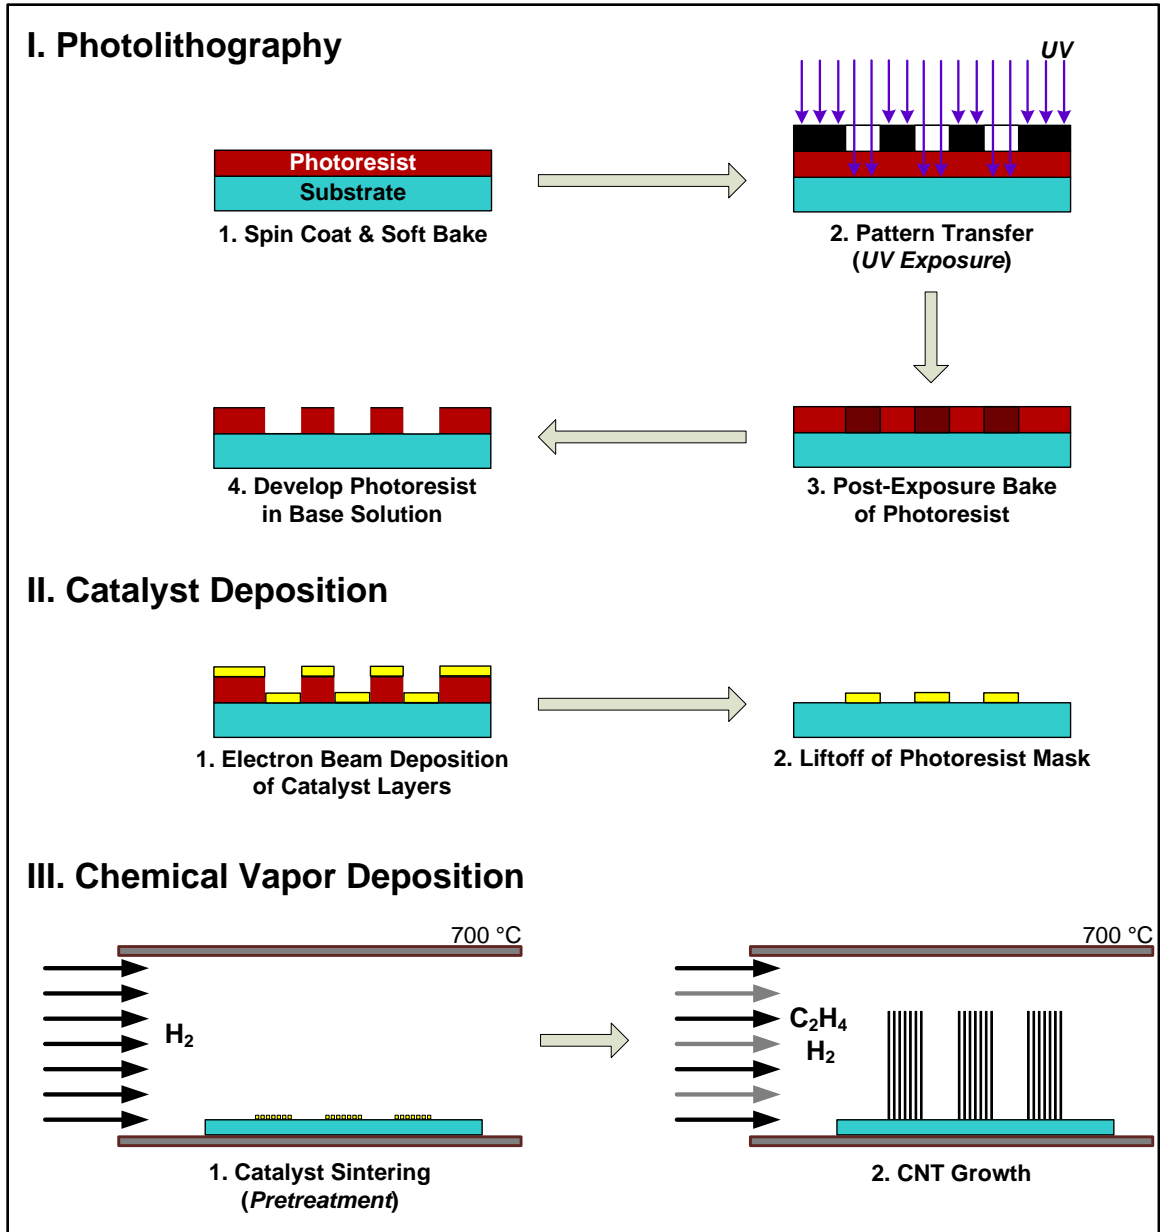 I. Photolithography
UV
Photoresist
Substrate
1. Spin Coat & Soft Bake
2. Pattern Transfer
(UV Exposure)
4. Develop Photoresist
in Base Solution
3. Post-Exposure Bake
of Photoresist
II. Catalyst Deposition
1. Electron Beam Deposition
of Catalyst Layers
2. Liftoff of Photoresist Mask
III. Chemical Vapor Deposition
700 °C
H₂
1. Catalyst Sintering
(Pretreatment)
700 °C
C₂H₄
H₂
2. CNT Growth